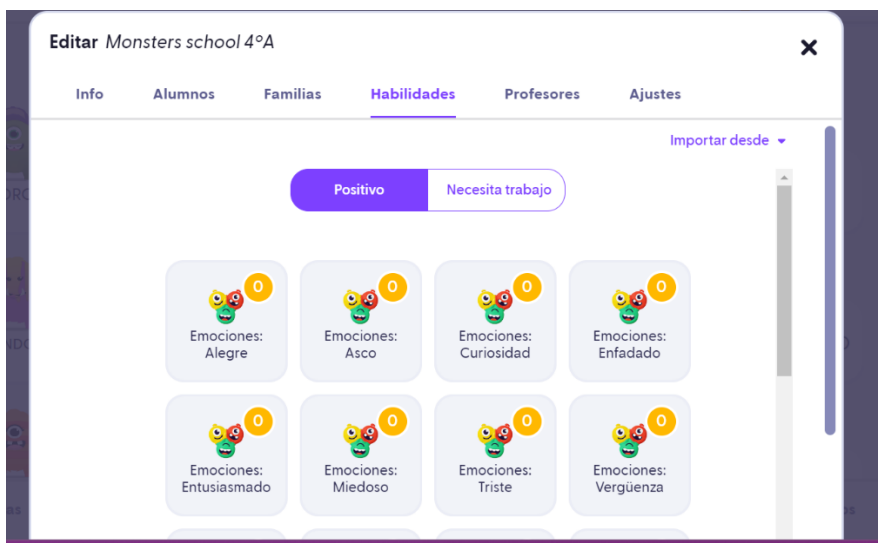 Editar Monsters school 4ºA
Info Alumnos Familias Habilidades Profesores Ajustes
Importar desde
Positivo Necesita trabajo
0 0 0 0
Emociones: Emociones: Emociones: Emociones:
Alegre Asco Curiosidad Enfadado
0 0 0 0
Emociones: Emociones: Emociones: Emociones:
Entusiasmado Miedoso Triste Vergüenza